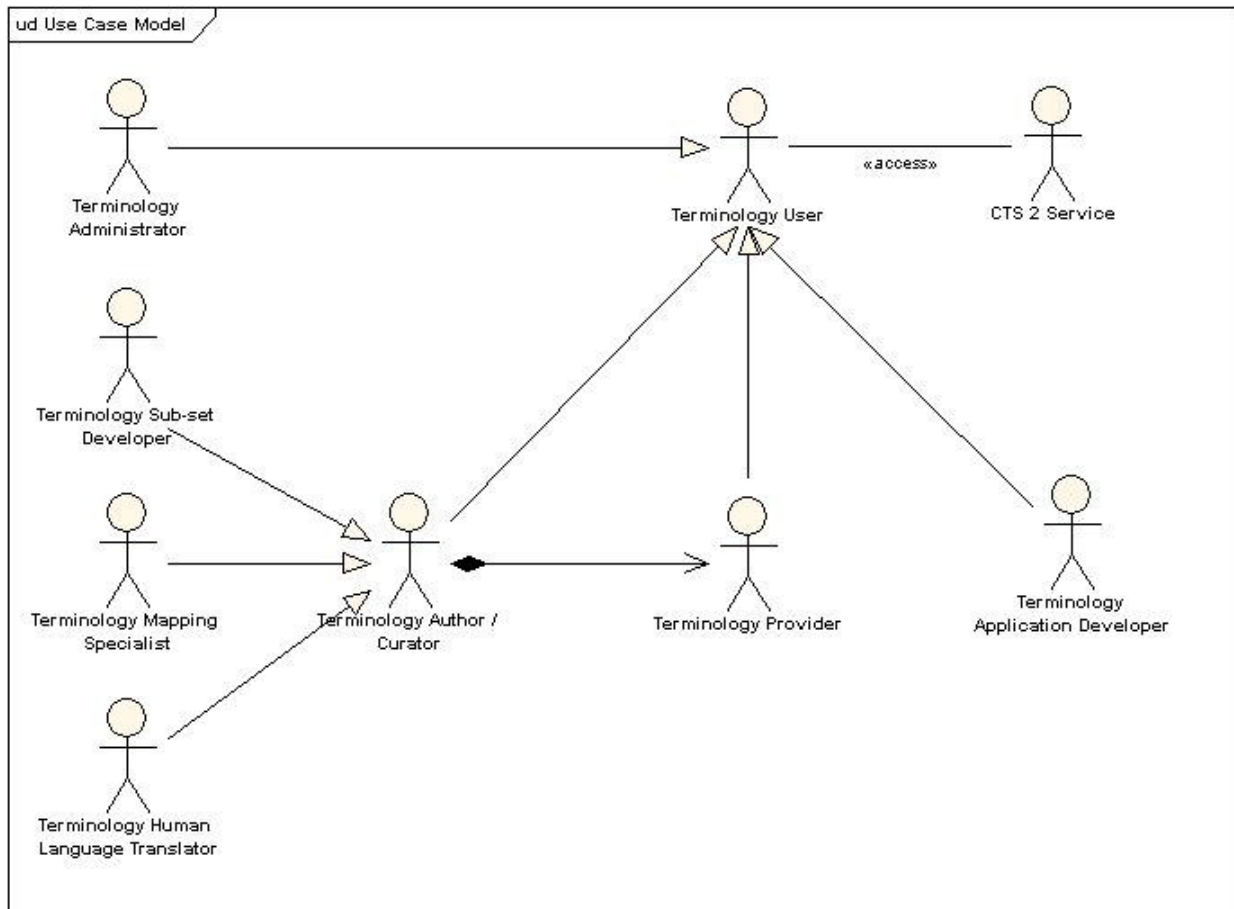 ud Use Case Model
Terminology
Administrator
Terminology User
«access»
CTS 2 Service
Terminology Sub-set
Developer
Terminology Mapping
Specialist
Terminology Author /
Curator
Terminology Provider
Terminology
Application Developer
Terminology Human
Language Translator